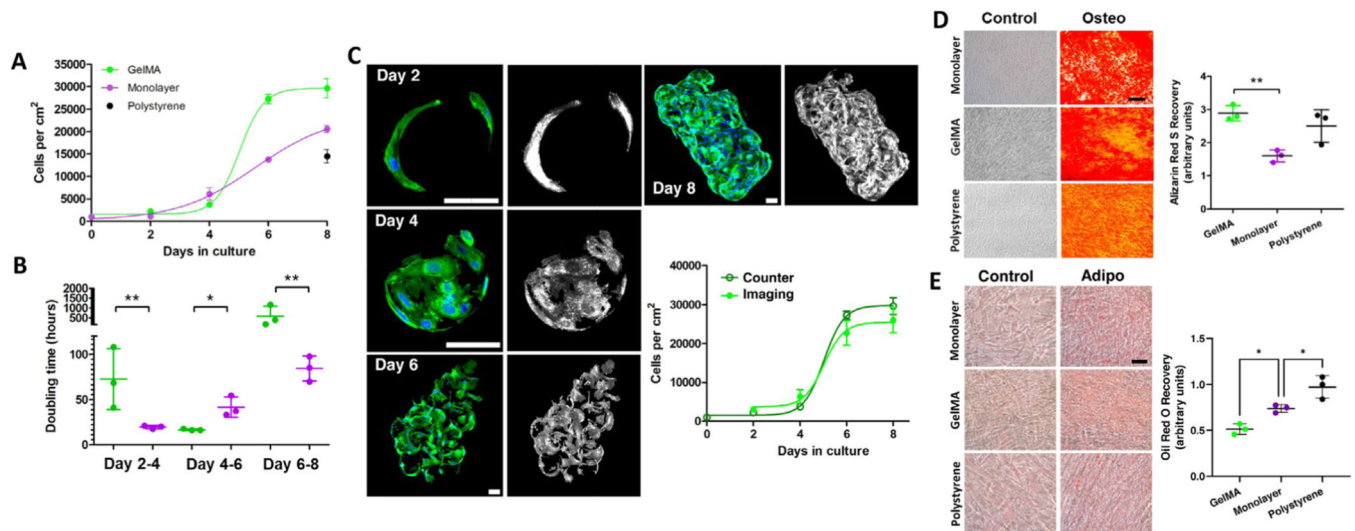 A
Cells per cm²
35000
30000
25000
20000
15000
10000
5000
0
GelMA
Monolayer
Polystyrene
0 2 4 6 8
Days in culture
B
Doubling time (hours)
2000
1500
1000
500
100
50
0
** * **
Day 2-4 Day 4-6 Day 6-8
C
Day 2
Day 8
Day 4
Day 6
Cells per cm²
40000
30000
20000
10000
0
Counter
Imaging
0 2 4 6 8
Days in culture
D
Control Osteo
Monolayer
GelMA
Polystyrene
Alizarin Red S Recovery
(arbitrary units)
4
3
2
1
0
**
GelMA
Monolayer
Polystyrene
E
Control Adipo
Monolayer
GelMA
Polystyrene
Oil Red O Recovery
(arbitrary units)
1.5
1.0
0.5
0.0
* *
GelMA
Monolayer
Polystyrene